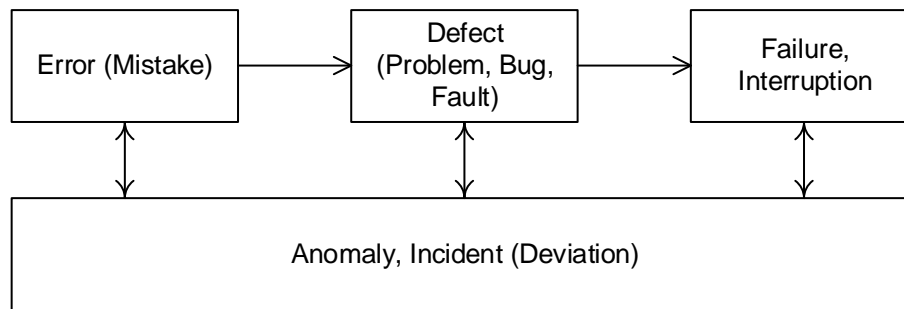 Error (Mistake)
Defect
(Problem, Bug,
Fault)
Failure,
Interruption
Anomaly, Incident (Deviation)